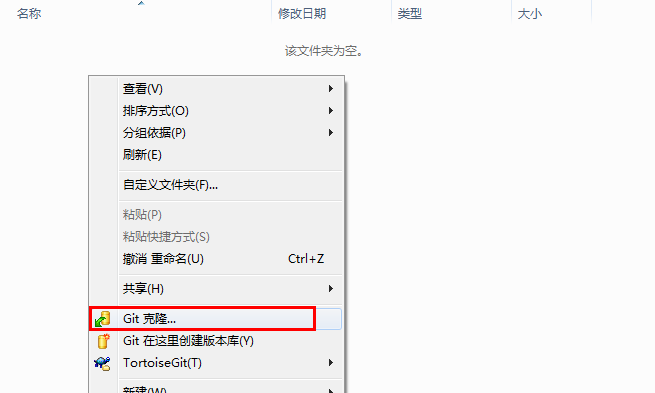 名称 修改日期 类型 大小
该文件夹为空。
查看(V)
排序方式(O)
分组依据(P)
刷新(E)
自定义文件夹(F)...
粘贴(P)
粘贴快捷方式(S)
撤消 重命名(U) Ctrl+Z
共享(H)
Git 克隆...
Git 在这里创建版本库(Y)
TortoiseGit(T)
新建(W)